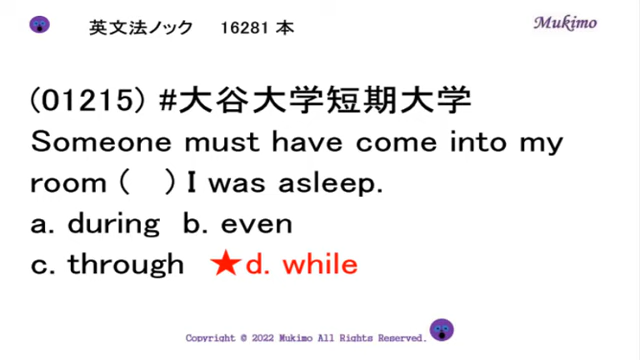 英文法ノック 16281 本 Mukimo
(01215) #大谷大学短期大学
Someone must have come into my
room ( ) I was asleep.
a. during b. even
c. through ★d. while
Copyright © 2022 Mukimo All Rights Reserved.